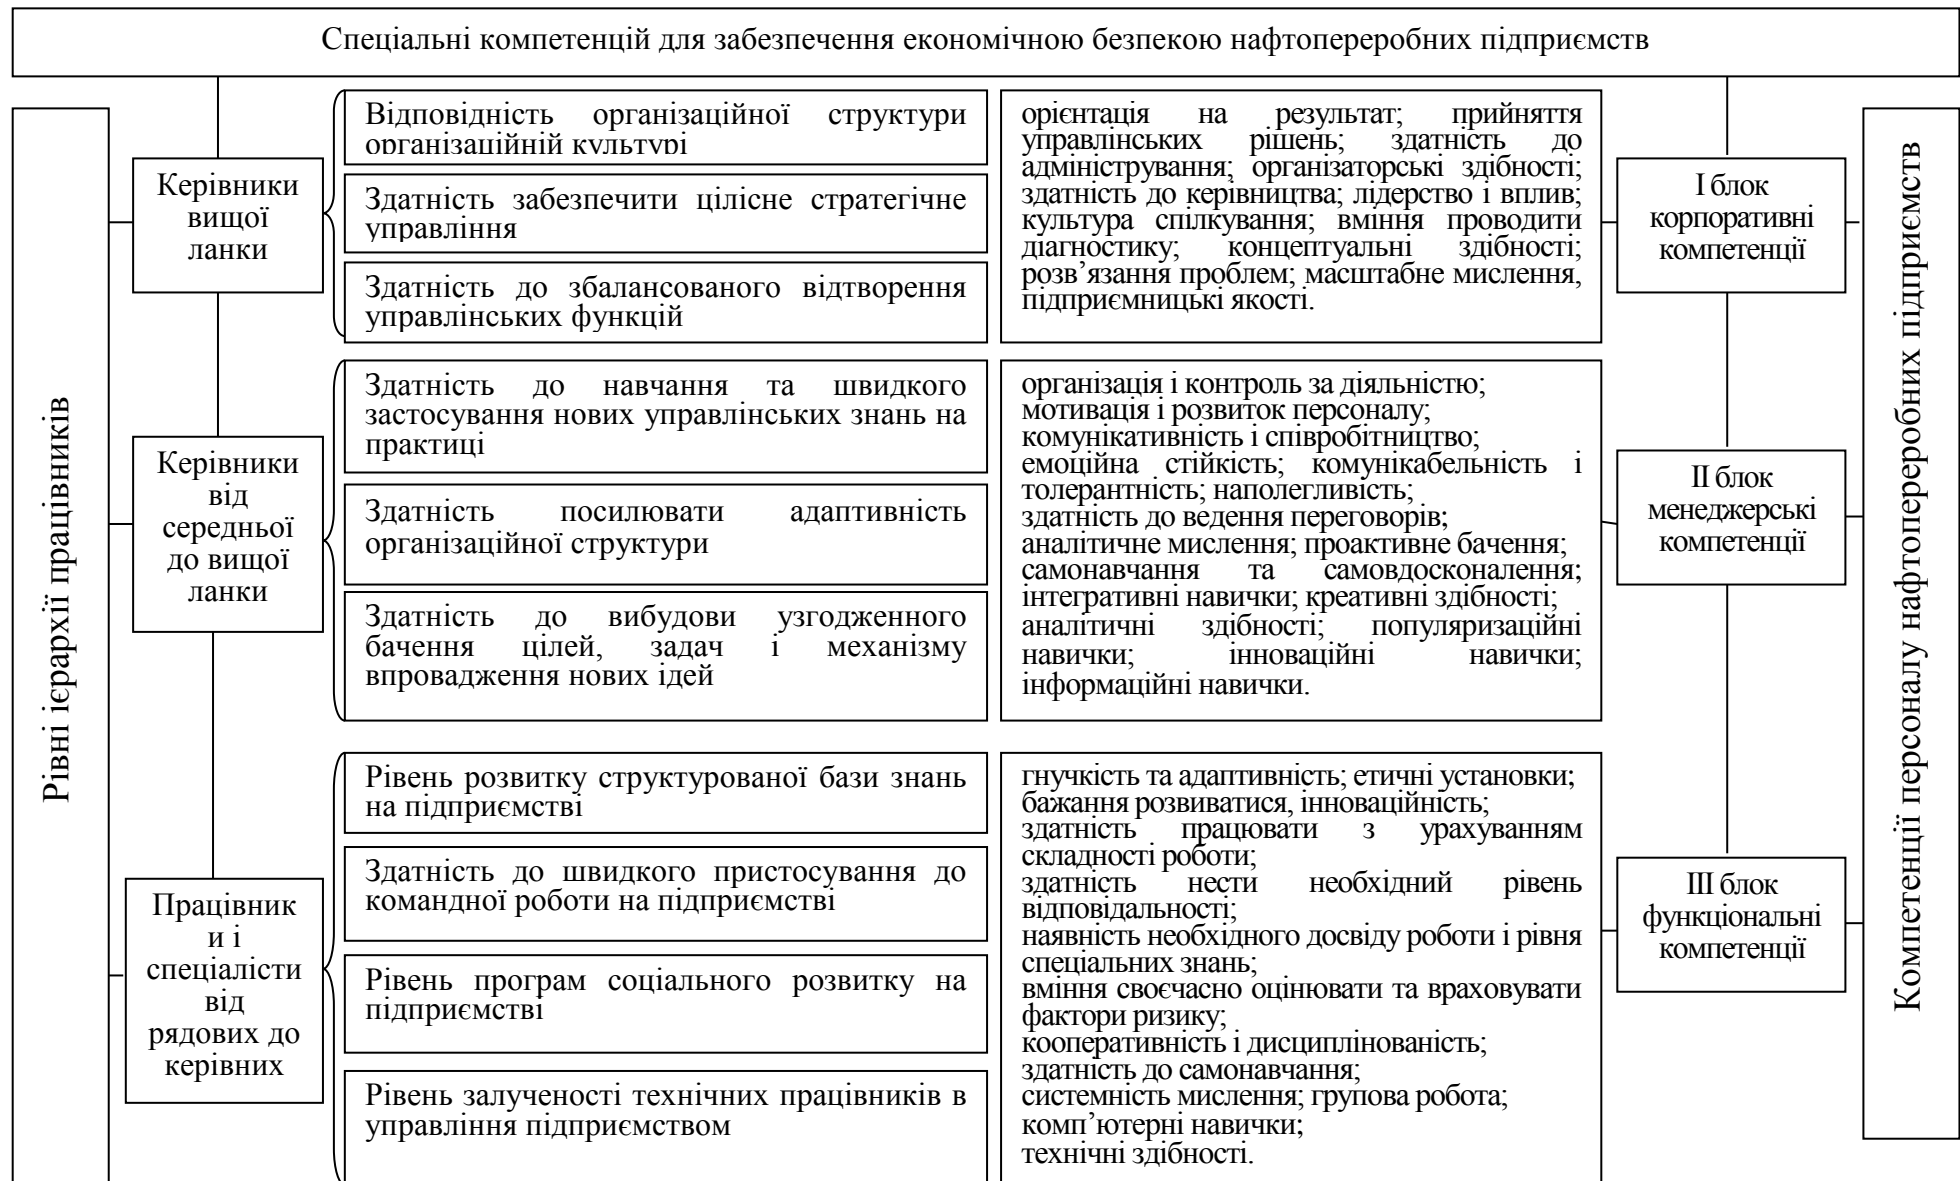 Спеціальні компетенцій для забезпечення економічною безпекою нафтопереробних підприємств
Рівні ієрархії працівників
Керівники
вищої
ланки
Відповідність організаційної структури
організаційній культурі
Здатність забезпечити цілісне стратегічне
управління
Здатність до збалансованого відтворення
управлінських функцій
орієнтація на результат; прийняття
управлінських рішень; здатність до
адміністрування; організаторські здібності;
здатність до керівництва; лідерство і вплив;
культура спілкування; вміння проводити
діагностику; концептуальні здібності;
розв’язання проблем; масштабне мислення,
підприємницькі якості.
І блок
корпоративні
компетенції
Керівники
від
середньої
до вищої
ланки
Здатність до навчання та швидкого
застосування нових управлінських знань на
практиці
Здатність посилювати адаптивність
організаційної структури
Здатність до вибудови узгодженного
бачення цілей, задач і механізму
впровадження нових ідей
організація і контроль за діяльністю;
мотивація і розвиток персоналу;
комунікативність і співробітництво;
емоційна стійкість; комунікабельність і
толерантність; наполегливість;
здатність до ведення переговорів;
аналітичне мислення; проактивне бачення;
самонавчання та самовдосконалення;
інтегративні навички; креативні здібності;
аналітичні здібності; популяризаційні
навички; інноваційні навички;
інформаційні навички.
ІІ блок
менеджерські
компетенції
Працівник
и і
спеціалісти
від
рядових до
керівних
Рівень розвитку структурованої бази знань
на підприємстві
Здатність до швидкого пристосування до
командної роботи на підприємстві
Рівень програм соціального розвитку на
підприємстві
Рівень залученості технічних працівників в
управління підприємством
гнучкість та адаптивність; етичні установки;
бажання розвиватися, інноваційність;
здатність працювати з урахуванням
складності роботи;
здатність нести необхідний рівень
відповідальності;
наявність необхідного досвіду роботи і рівня
спеціальних знань;
вміння своєчасно оцінювати та враховувати
фактори ризику;
кооперативність і дисциплінованість;
здатність до самонавчання;
системність мислення; групова робота;
комп’ютерні навички;
технічні здібності.
ІІІ блок
функціональні
компетенції
Компетенції персоналу нафтопереробних підприємств